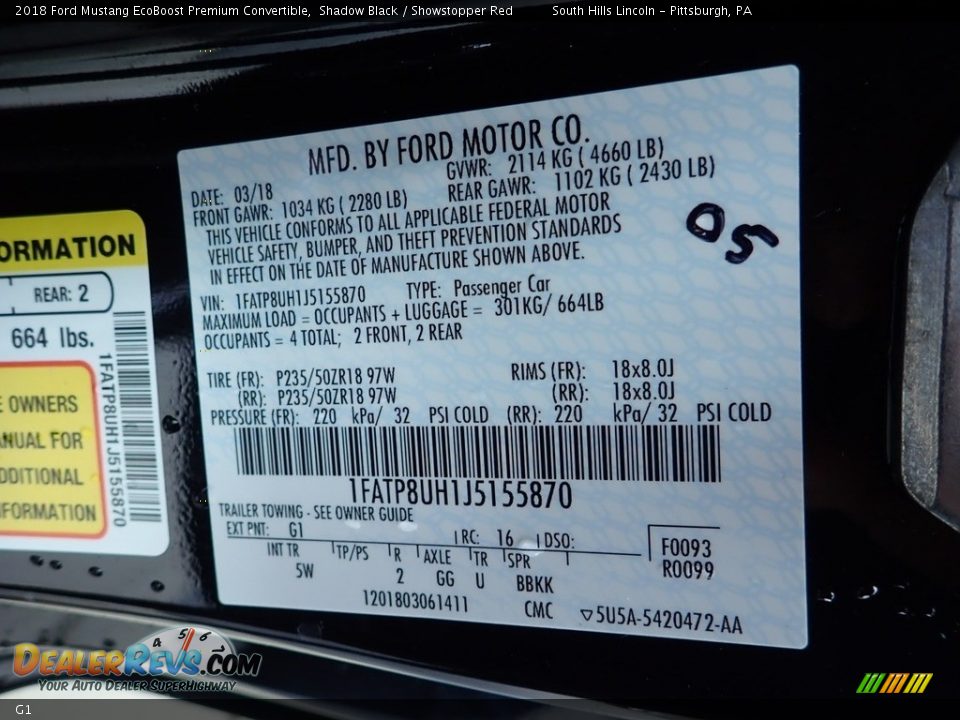 2018 Ford Mustang EcoBoost Premium Convertible, Shadow Black / Showstopper Red South Hills Lincoln - Pittsburgh, PA
MFD. BY FORD MOTOR CO.
DATE: 03/18 GVWR: 2114 KG ( 4660 LB)
FRONT GAWR: 1034 KG ( 2280 LB) REAR GAWR: 1102 KG ( 2430 LB)
THIS VEHICLE CONFORMS TO ALL APPLICABLE FEDERAL MOTOR
VEHICLE SAFETY, BUMPER, AND THEFT PREVENTION STANDARDS
IN EFFECT ON THE DATE OF MANUFACTURE SHOWN ABOVE.
05
VIN: 1FATP8UH1J5155870 TYPE: Passenger Car
MAXIMUM LOAD = OCCUPANTS + LUGGAGE = 301KG/ 664LB
OCCUPANTS = 4 TOTAL; 2 FRONT, 2 REAR
TIRE (FR): P235/50ZR18 97W RIMS (FR): 18x8.0J
(RR): P235/50ZR18 97W (RR): 18x8.0J
PRESSURE (FR): 220 kPa/ 32 PSI COLD (RR): 220 kPa/ 32 PSI COLD
1FATP8UH1J5155870
TRAILER TOWING - SEE OWNER GUIDE
EXT PNT: G1 RC: 16 DSO:
F0093
R0099
INT TR TP/PS R AXLE TR SPR
5W 2 GG U BBKK
1201803061411 CMC 5U5A-5420472-AA
ORMATION
REAR: 2
664 lbs.
E OWNERS
ANUAL FOR
DDITIONAL
NFORMATION
1FATP8UH1J5155870
4 5 6
DEALERREVS.COM
YOUR AUTO DEALER SUPERHIGHWAY
G1